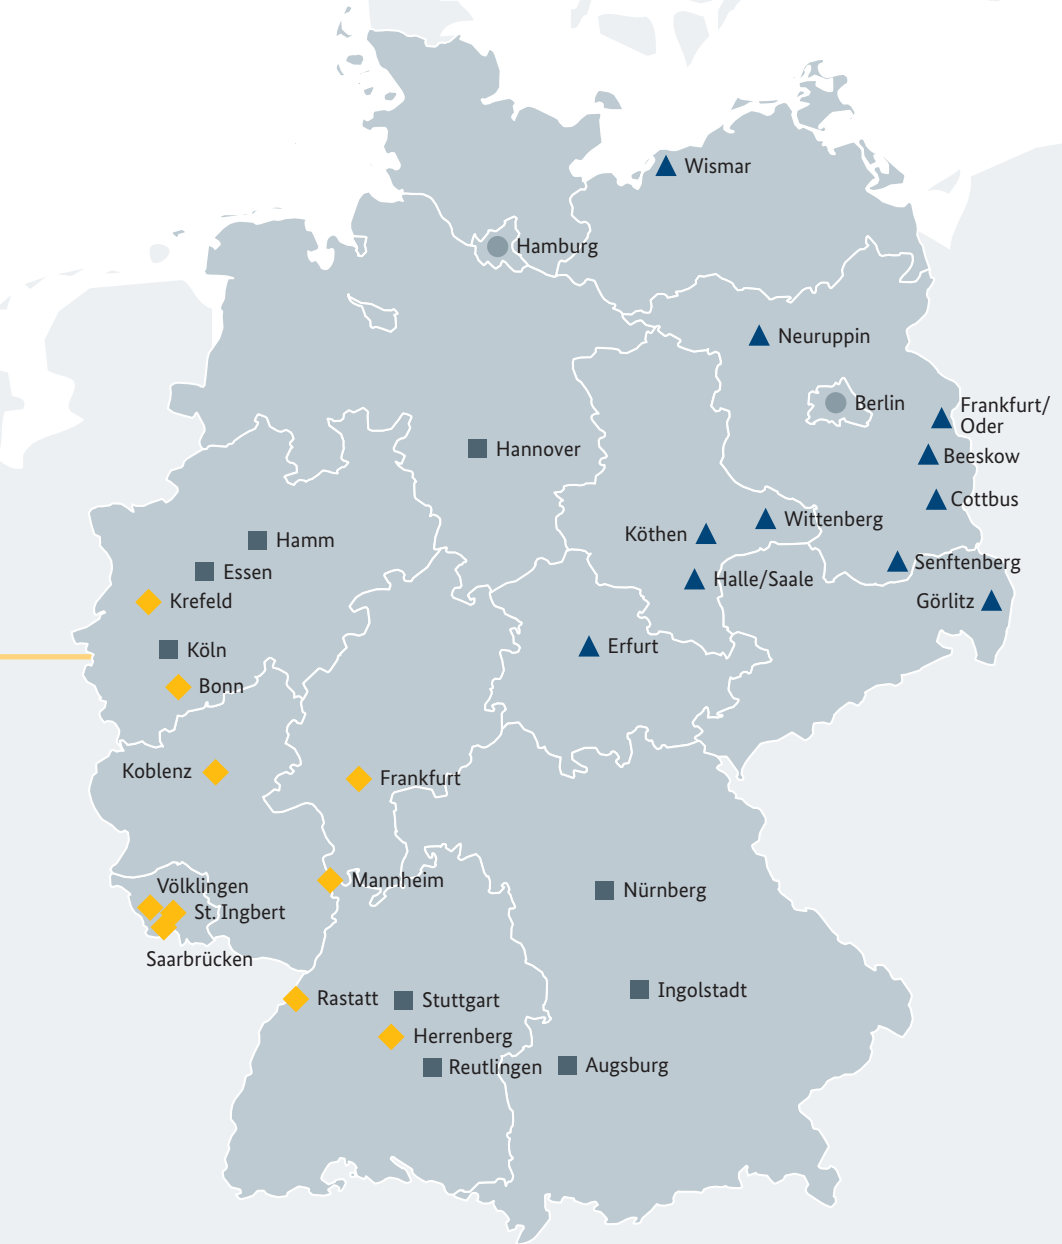 Wismar
Hamburg
Neuruppin
Berlin
Frankfurt/
Oder
Hannover
Beeskow
Cottbus
Wittenberg
Köthen
Hamm
Senftenberg
Essen
Halle/Saale
Krefeld
Görlitz
Erfurt
Köln
Bonn
Koblenz
Frankfurt
Mannheim
Völklingen
Nürnberg
St. Ingbert
Saarbrücken
Ingolstadt
Rastatt
Stuttgart
Herrenberg
Augsburg
Reutlingen